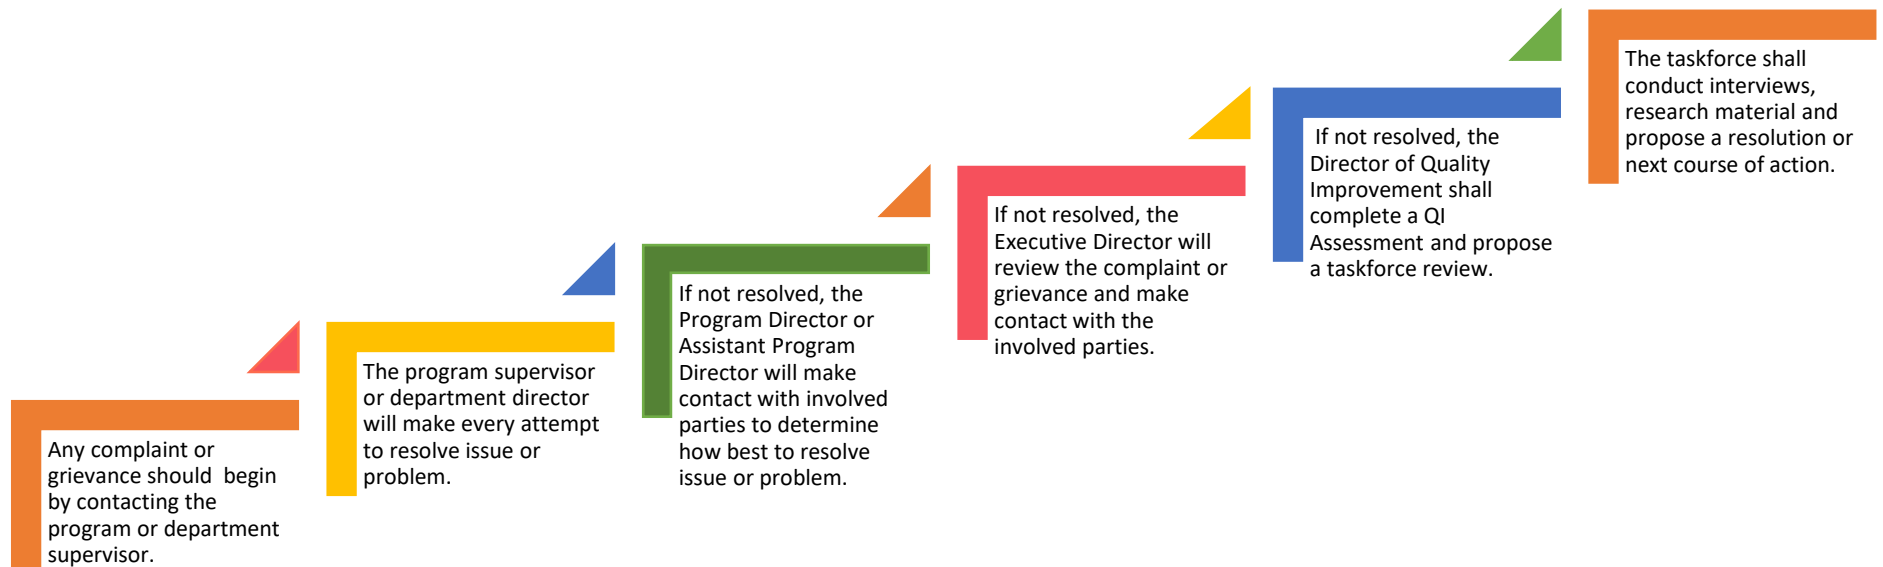 Any complaint or
grievance should  begin
by contacting the
program or department
supervisor.
The program supervisor
or department director
will make every attempt
to resolve issue or
problem.
If not resolved, the
Program Director or
Assistant Program
Director will make
contact with involved
parties to determine
how best to resolve
issue or problem.
If not resolved, the
Executive Director will
review the complaint or
grievance and make
contact with the
involved parties.
If not resolved, the
Director of Quality
Improvement shall
complete a QI
Assessment and propose
a taskforce review.
The taskforce shall
conduct interviews,
research material and
propose a resolution or
next course of action.